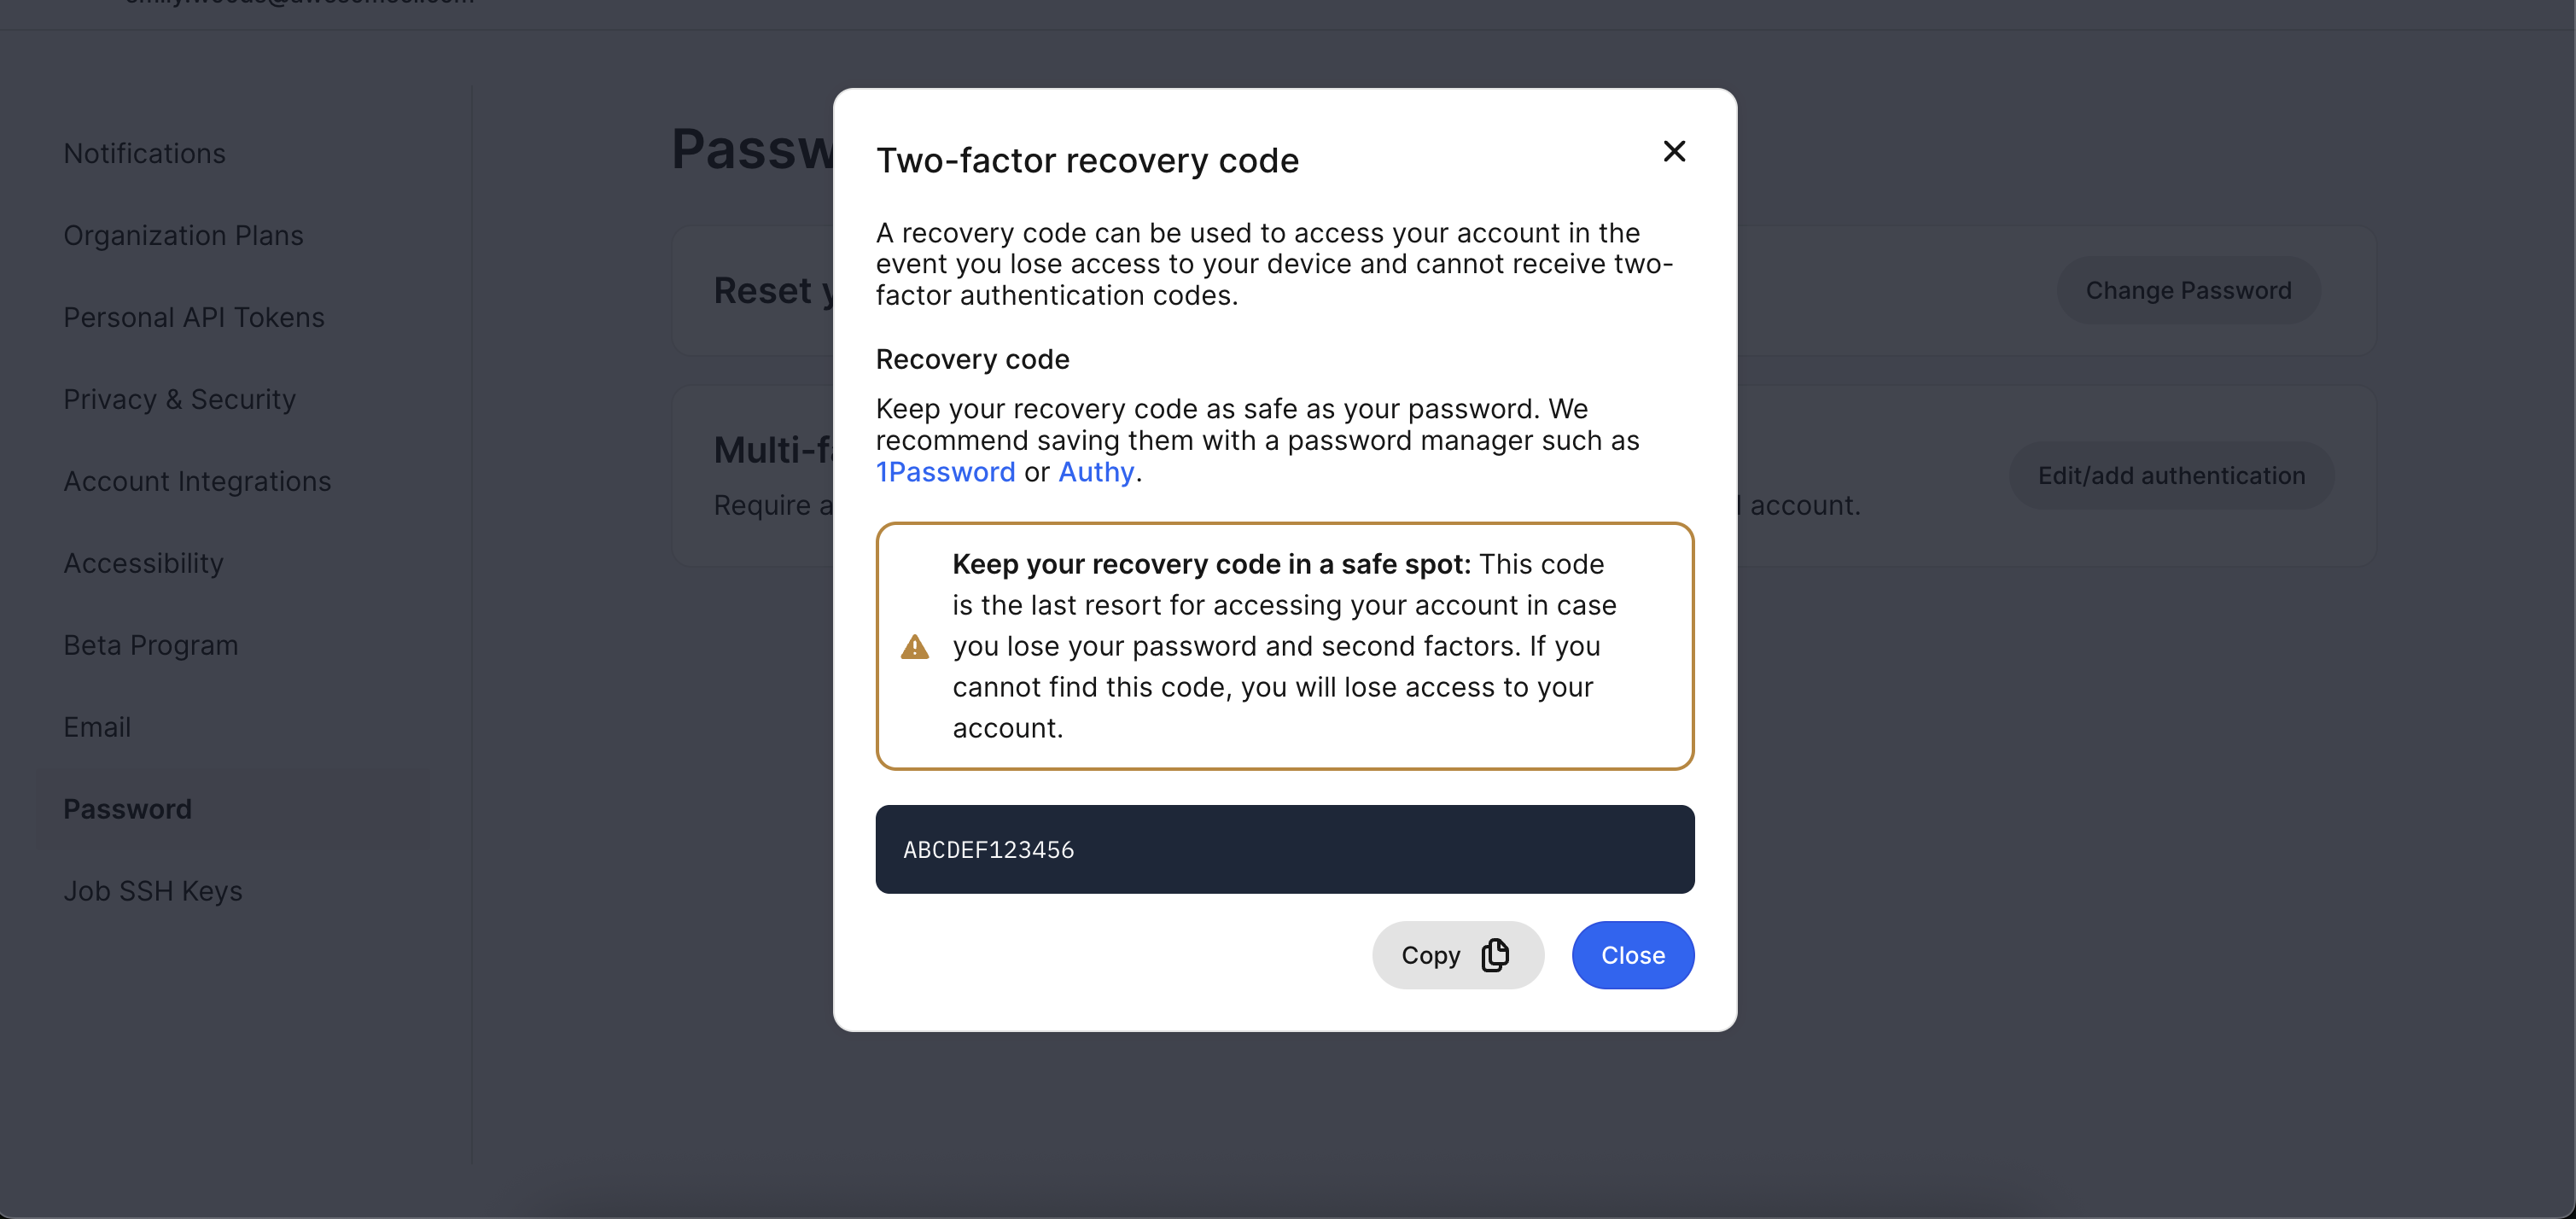 Notifications
Organization Plans
Personal API Tokens
Privacy & Security
Account Integrations
Accessibility
Beta Program
Email
Password
Job SSH Keys
Reset
Change Password
Multi-fa
Require a
account.
Edit/add authentication
Two-factor recovery code
A recovery code can be used to access your account in the
event you lose access to your device and cannot receive two-
factor authentication codes.
Recovery code
Keep your recovery code as safe as your password. We
recommend saving them with a password manager such as
1Password or Authy.
Keep your recovery code in a safe spot: This code
is the last resort for accessing your account in case
you lose your password and second factors. If you
cannot find this code, you will lose access to your
account.
ABCDEF123456
Copy
Close